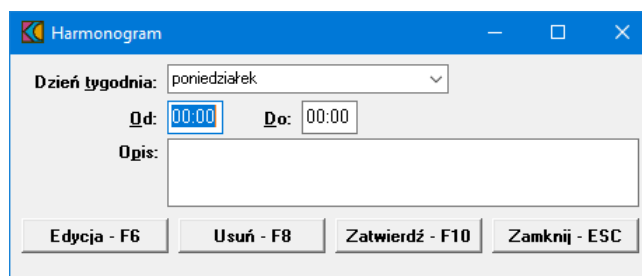 Harmonogram
Dzień tygodnia: poniedziałek
Od: 00:00 Do: 00:00
Opis:
Edycja - F6 Usuń - F8 Zatwierdź - F10 Zamknij - ESC